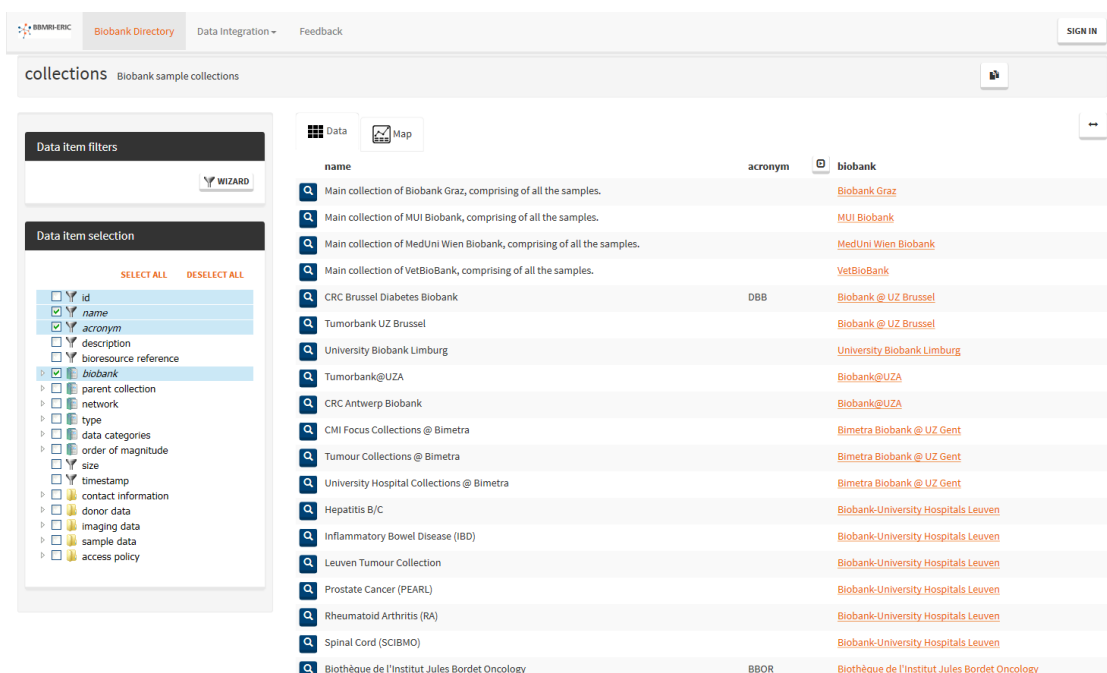 BBMRI-ERIC Biobank Directory Data Integration Feedback SIGN IN
collections Biobank sample collections
Data item filters
WIZARD
Data item selection
SELECT ALL DESELECT ALL
id
name
acronym
description
bioresource reference
biobank
parent collection
network
type
data categories
order of magnitude
size
timestamp
contact information
donor data
imaging data
sample data
access policy
Data Map
name acronym biobank
Main collection of Biobank Graz, comprising of all the samples. Biobank Graz
Main collection of MUI Biobank, comprising of all the samples. MUI Biobank
Main collection of MedUni Wien Biobank, comprising of all the samples. MedUni Wien Biobank
Main collection of VetBioBank, comprising of all the samples. VetBioBank
CRC Brussel Diabetes Biobank DBB Biobank @ UZ Brussel
Tumorbank UZ Brussel Biobank @ UZ Brussel
University Biobank Limburg University Biobank Limburg
Tumorbank@UZA Biobank@UZA
CRC Antwerp Biobank Biobank@UZA
CMI Focus Collections @ Bimetra Bimetra Biobank @ UZ Gent
Tumour Collections @ Bimetra Bimetra Biobank @ UZ Gent
University Hospital Collections @ Bimetra Bimetra Biobank @ UZ Gent
Hepatitis B/C Biobank-University Hospitals Leuven
Inflammatory Bowel Disease (IBD) Biobank-University Hospitals Leuven
Leuven Tumour Collection Biobank-University Hospitals Leuven
Prostate Cancer (PEARL) Biobank-University Hospitals Leuven
Rheumatoid Arthritis (RA) Biobank-University Hospitals Leuven
Spinal Cord (SCIBMO) Biobank-University Hospitals Leuven
Biothèque de l'Institut Jules Bordet Oncology BBOR Biothèque de l'Institut Jules Bordet Oncology